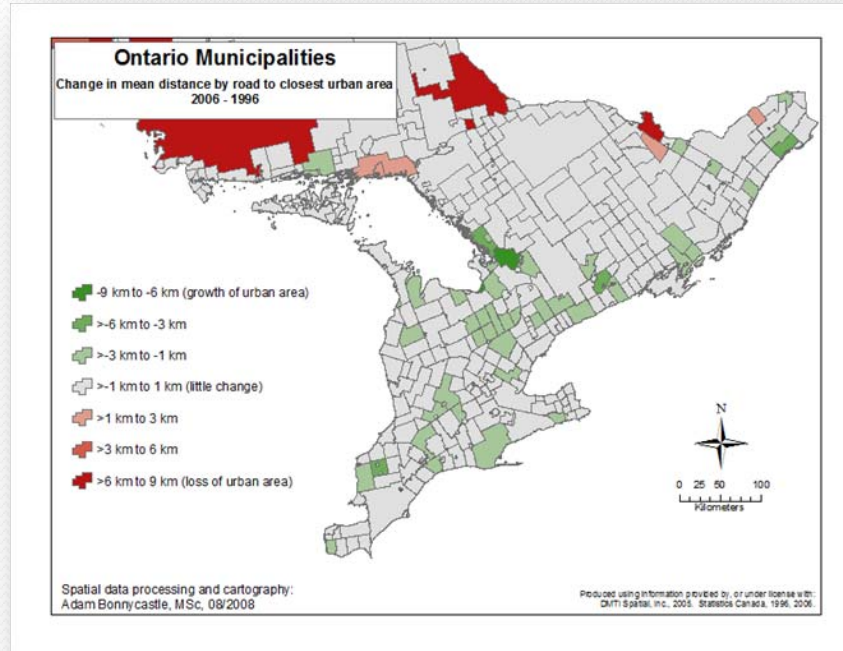 Ontario Municipalities
Change in mean distance by road to closest urban area
2006 - 1996
-9 km to -6 km (growth of urban area)
>-6 km to -3 km
>-3 km to -1 km
>-1 km to 1 km (little change)
>1 km to 3 km
>3 km to 6 km
>6 km to 9 km (loss of urban area)
N
0 25 50 100
Kilometers
Spatial data processing and cartography:
Adam Bonnycastle, MSc, 08/2008
Produced using information provided by, or under license with:
DMTI Spatial, Inc., 2005. Statistics Canada, 1996, 2006.